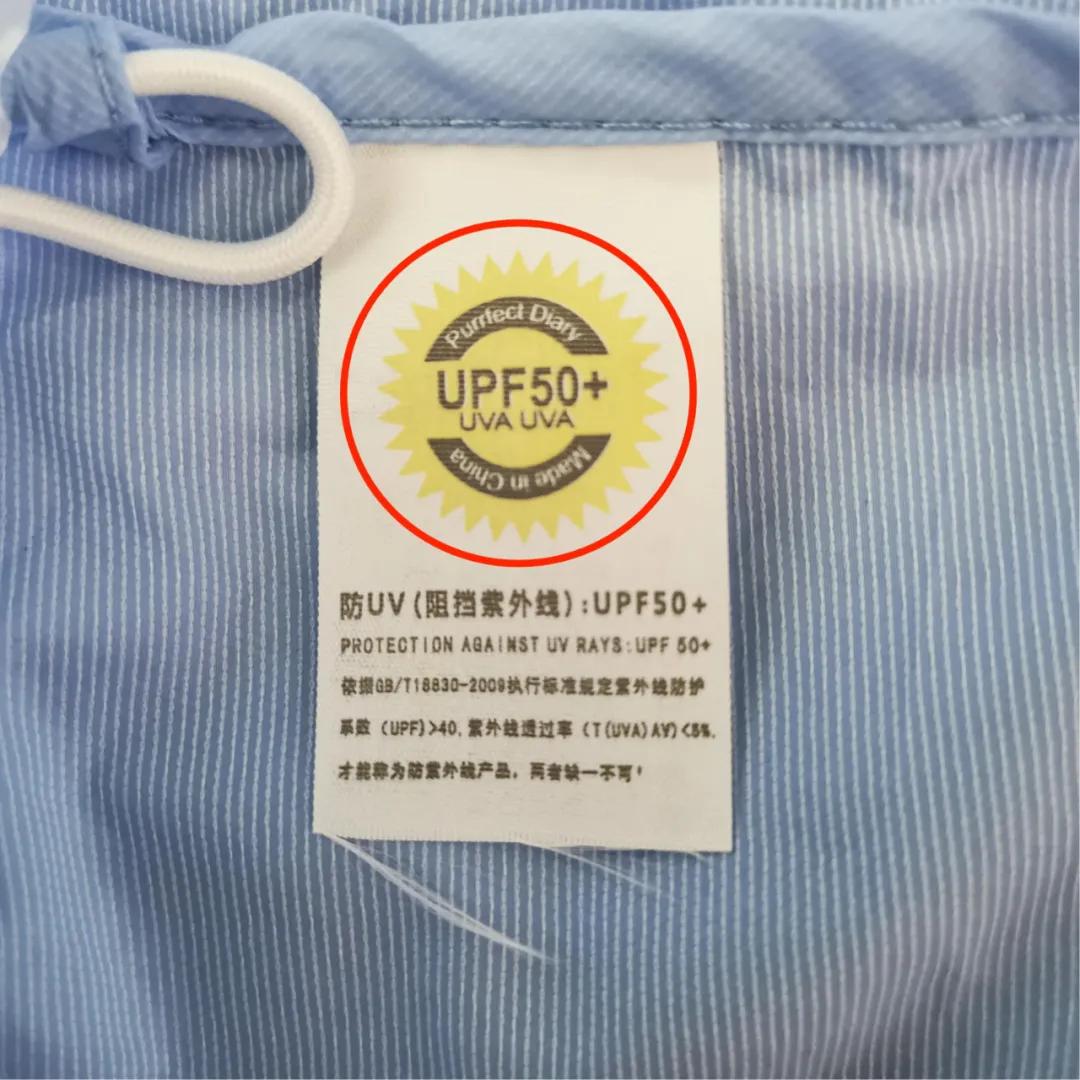 Purrfect Diary
UPF50+
UVA UVA
Made in China
防UV(阻挡紫外线):UPF50+
PROTECTION AGAINST UV RAYS:UPF 50+
依据GB/T18830-2009执行标准规定紫外线防护
系数 (UPF)>40,紫外线透过率 (T(UVA)AV)<5%,
才能称为防紫外线产品，两者缺一不可！